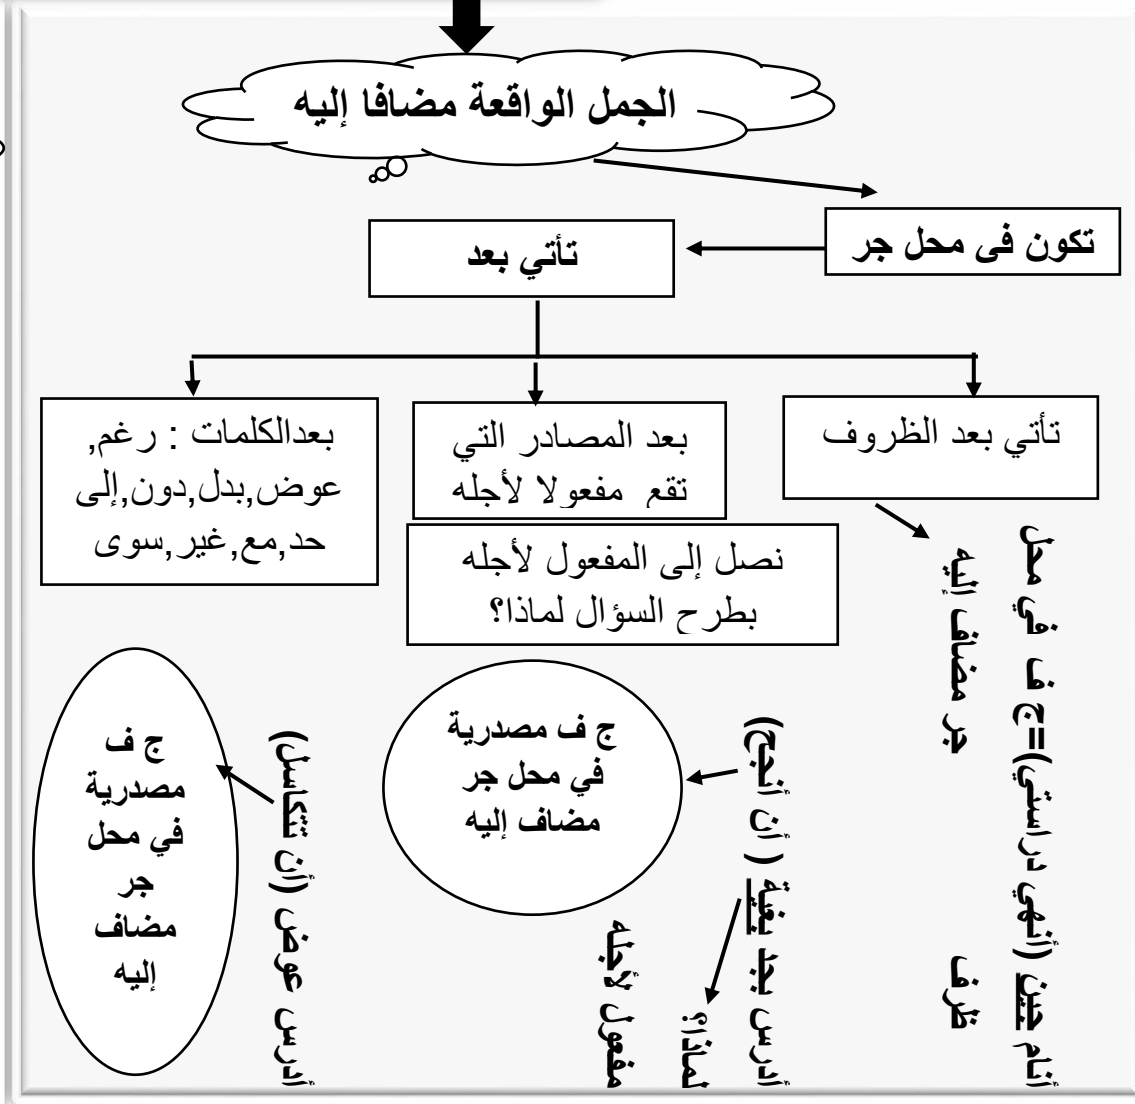 الجمل الواقعة مضافا إليه
تكون فى محل جر
تأتي بعد
تأتي بعد الظروف
أنام حين (أنهي دراستي)=ج ف في محل
جر مضاف إليه
ظرف
بعد المصادر التي
تقع مفعولا لأجله
نصل إلى المفعول لأجله
بطرح السؤال لماذا؟
أدرس بجد بغية ( أن أنجح)
لماذا؟
مفعول لأجله
ج ف مصدرية
في محل جر
مضاف إليه
بعدالكلمات : رغم,
عوض,بدل,دون,إلى
حد,مع,غير,سوى
أدرس عوض (أن تتكاسل)
ج ف
مصدرية
في محل
جر
مضاف
إليه